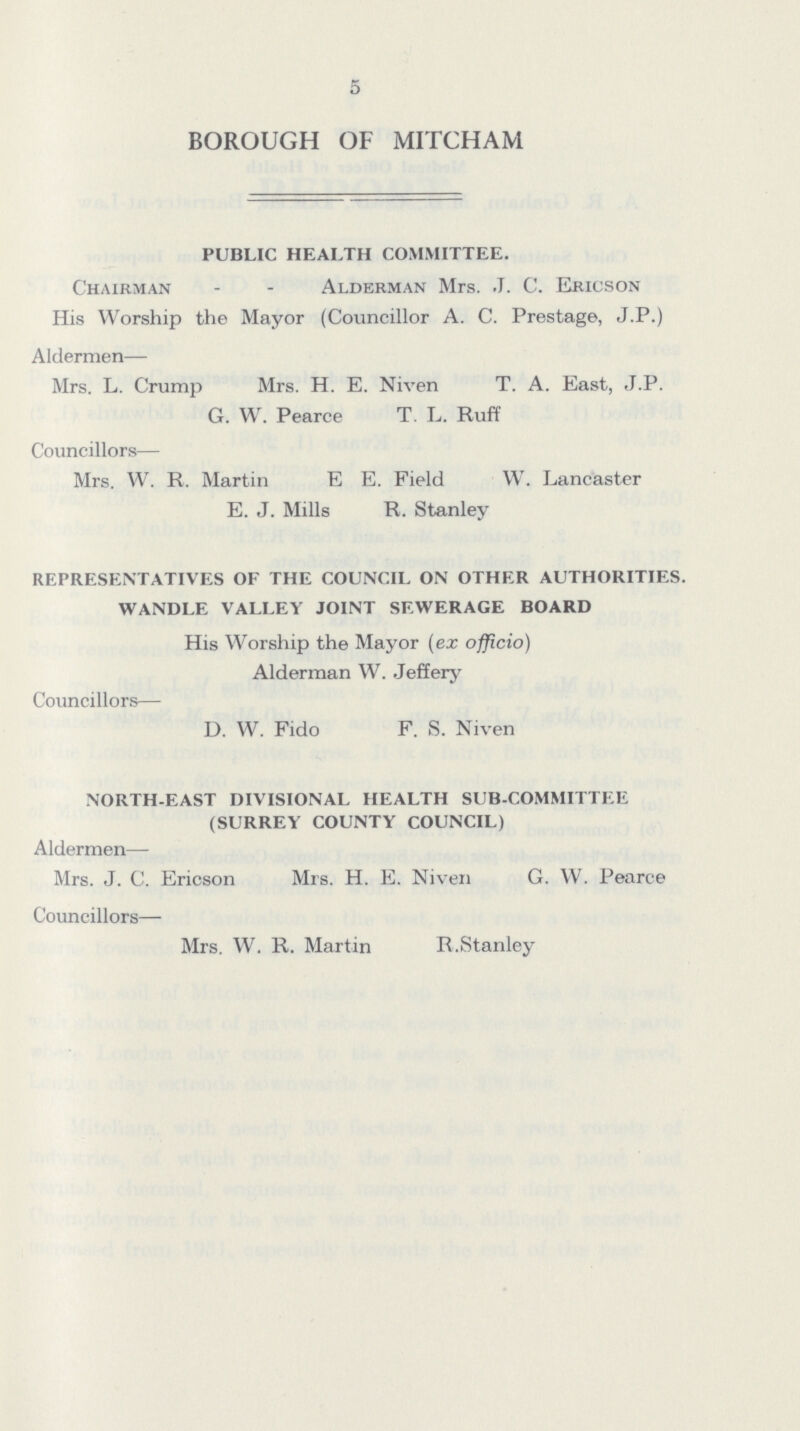 5
BOROUGH OF MITCHAM
PUBLIC HEALTH COMMITTEE.
CHAIRMAN - - ALDERMAN Mrs. J. C. ERICSON
His Worship the Mayor (Councillor A. C. Prestage, J.P.)
Aldermen—
Mrs. L. Crump Mrs. H. E. Niven T. A. East, J.P.
G. W. Pearce T. L. Ruff
Councillors—
Mrs. W. R. Martin E E. Field W. Lancaster
E. J. Mills R. Stanley
REPRESENTATIVES OF THE COUNCIL ON OTHER AUTHORITIES.
WANDLE VALLEY JOINT SEWERAGE BOARD
His Worship the Mayor (ex officio)
Alderman W. Jeffery
Councillors—
D. W. Fido F. S. Niven
NORTH-EAST DIVISIONAL HEALTH SUB-COMMITTEE
(SURREY COUNTY COUNCIL)
Aldermen—
Mrs. J. C. Ericson Mrs. H. E. Niven G. W. Pearce
Councillors—
Mrs. W. R. Martin R.Stanley